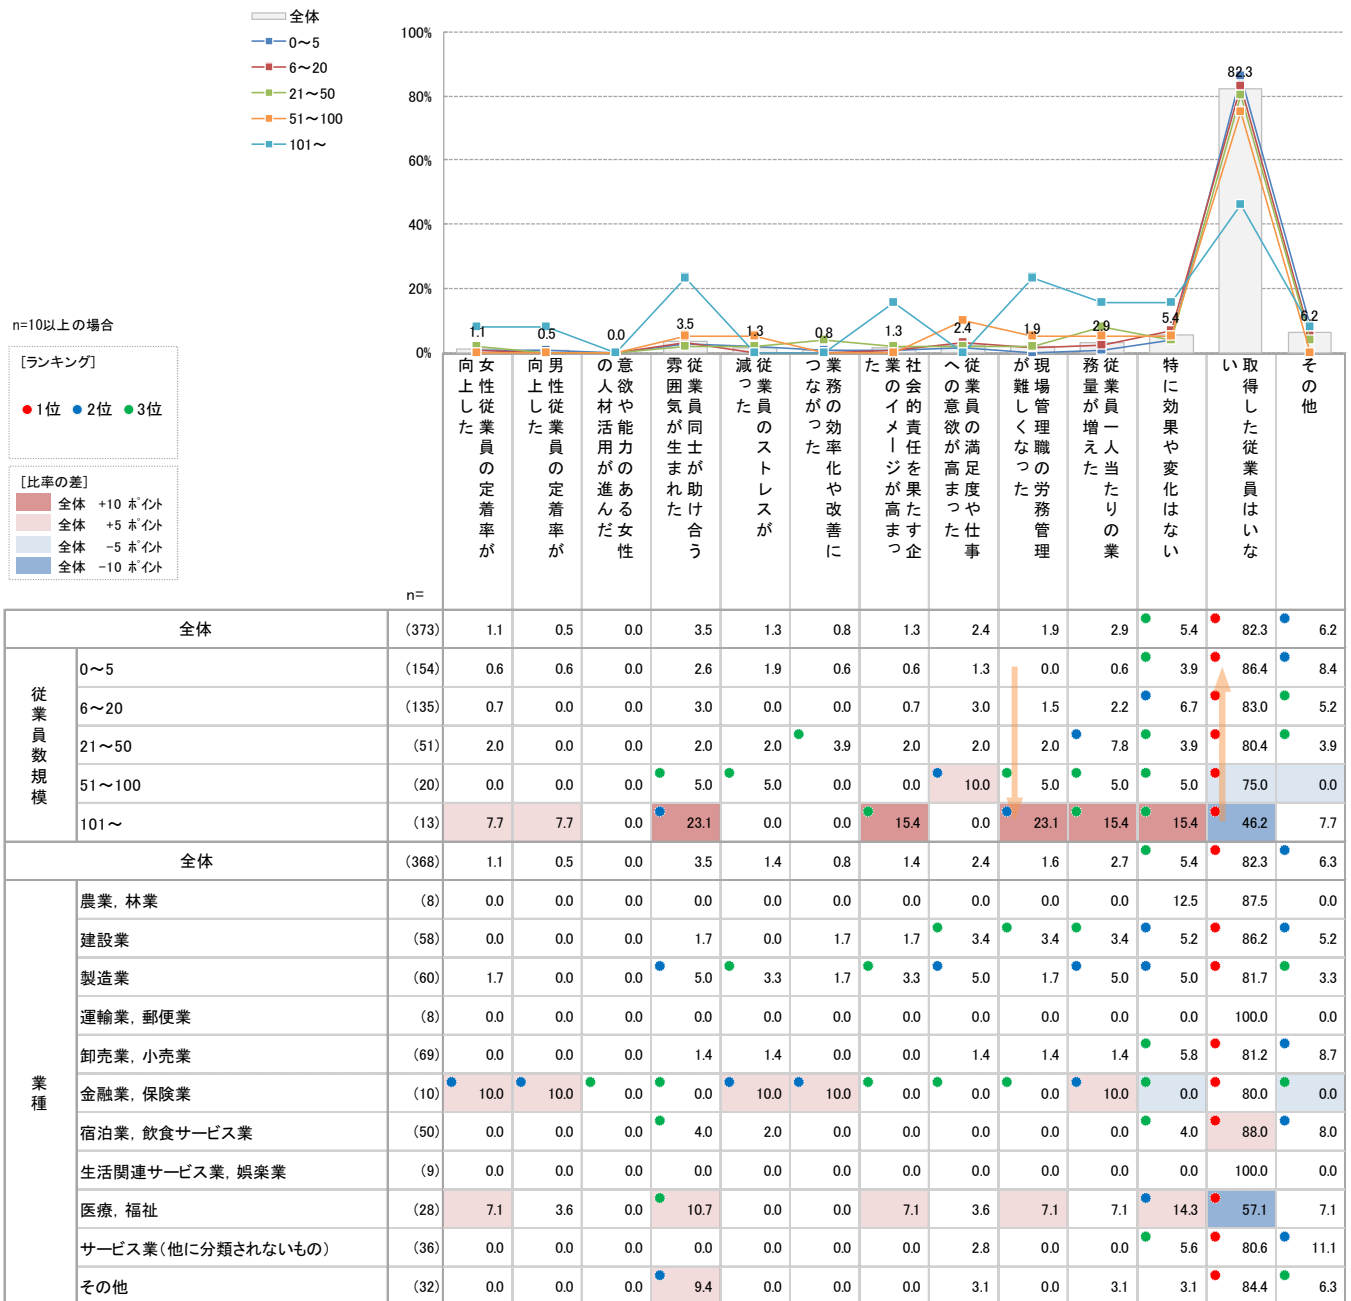 全体
0～5
6～20
21～50
51～100
101～
100%
80%
60%
40%
20%
0%
1.1
0.5
0.0
3.5
1.3
0.8
1.3
2.4
1.9
2.9
5.4
82.3
6.2
n=10以上の場合
[ランキング]
1位 2位 3位
[比率の差]
全体 +10 ﾎﾟｲﾝﾄ
全体 +5 ﾎﾟｲﾝﾄ
全体 -5 ﾎﾟｲﾝﾄ
全体 -10 ﾎﾟｲﾝﾄ
女性従業員の定着率が
向上した
男性従業員の定着率が
向上した
意欲や能力のある女性
の人材活用が進んだ
従業員同士が助け合う
雰囲気が生まれた
従業員のストレスが
減った
業務の効率化や改善に
つながった
社会的責任を果たす企
業のイメージが高まっ
た
従業員の満足度や仕事
への意欲が高まった
現場管理職の労務管理
が難しくなった
従業員一人当たりの業
務量が増えた
特に効果や変化はない
取得した従業員はいな
い
その他
n=
全体 (373) 1.1 0.5 0.0 3.5 1.3 0.8 1.3 2.4 1.9 2.9 5.4 82.3 6.2
従業員数規模
0～5 (154) 0.6 0.6 0.0 2.6 1.9 0.6 0.6 1.3 0.0 0.6 3.9 86.4 8.4
6～20 (135) 0.7 0.0 0.0 3.0 0.0 0.0 0.7 3.0 1.5 2.2 6.7 83.0 5.2
21～50 (51) 2.0 0.0 0.0 2.0 2.0 3.9 2.0 2.0 2.0 7.8 3.9 80.4 3.9
51～100 (20) 0.0 0.0 0.0 5.0 5.0 0.0 0.0 10.0 5.0 5.0 5.0 75.0 0.0
101～ (13) 7.7 7.7 0.0 23.1 0.0 0.0 15.4 0.0 23.1 15.4 15.4 46.2 7.7
全体 (368) 1.1 0.5 0.0 3.5 1.4 0.8 1.4 2.4 1.6 2.7 5.4 82.3 6.3
業種
農業，林業 (8) 0.0 0.0 0.0 0.0 0.0 0.0 0.0 0.0 0.0 0.0 12.5 87.5 0.0
建設業 (58) 0.0 0.0 0.0 1.7 0.0 1.7 1.7 3.4 3.4 3.4 5.2 86.2 5.2
製造業 (60) 1.7 0.0 0.0 5.0 3.3 1.7 3.3 5.0 1.7 5.0 5.0 81.7 3.3
運輸業，郵便業 (8) 0.0 0.0 0.0 0.0 0.0 0.0 0.0 0.0 0.0 0.0 0.0 100.0 0.0
卸売業，小売業 (69) 0.0 0.0 0.0 1.4 1.4 0.0 0.0 1.4 1.4 1.4 5.8 81.2 8.7
金融業，保険業 (10) 10.0 10.0 0.0 0.0 10.0 10.0 0.0 0.0 0.0 10.0 0.0 80.0 0.0
宿泊業，飲食サービス業 (50) 0.0 0.0 0.0 4.0 2.0 0.0 0.0 0.0 0.0 0.0 4.0 88.0 8.0
生活関連サービス業，娯楽業 (9) 0.0 0.0 0.0 0.0 0.0 0.0 0.0 0.0 0.0 0.0 0.0 100.0 0.0
医療，福祉 (28) 7.1 3.6 0.0 10.7 0.0 0.0 7.1 3.6 7.1 7.1 14.3 57.1 7.1
サービス業（他に分類されないもの） (36) 0.0 0.0 0.0 0.0 0.0 0.0 0.0 2.8 0.0 0.0 5.6 80.6 11.1
その他 (32) 0.0 0.0 0.0 9.4 0.0 0.0 0.0 3.1 0.0 3.1 3.1 84.4 6.3